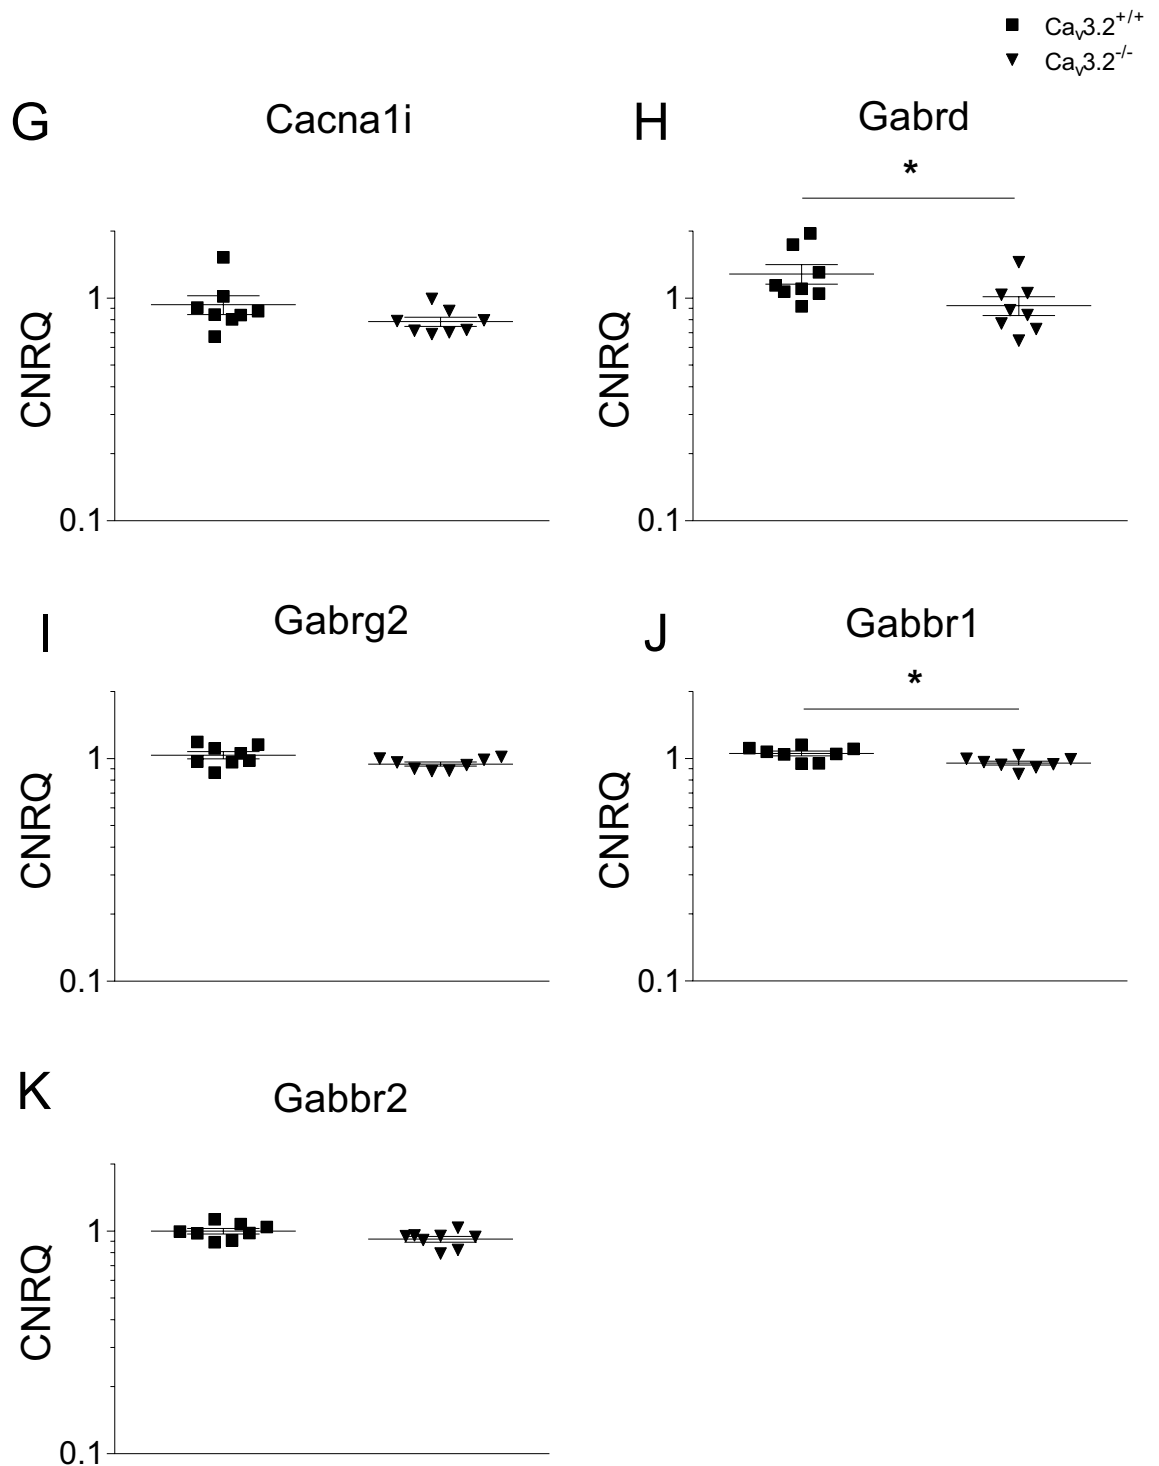 Caᵥ3.2⁺/⁺
Caᵥ3.2⁻/⁻
G
Cacna1i
CNRQ
1
0.1
H
Gabrd
*
CNRQ
1
0.1
I
Gabrg2
CNRQ
1
0.1
J
Gabbr1
*
CNRQ
1
0.1
K
Gabbr2
CNRQ
1
0.1